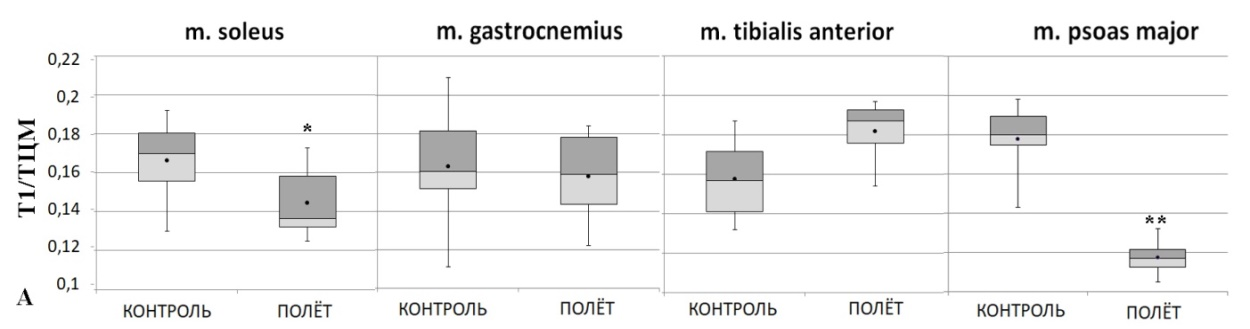 m. soleus m. gastrocnemius m. tibialis anterior m. psoas major
0,22
0,2
0,18
0,16
0,14
0,12
0,1
Т1/ТЦМ
*
**
А
КОНТРОЛЬ ПОЛЁТ КОНТРОЛЬ ПОЛЁТ КОНТРОЛЬ ПОЛЁТ КОНТРОЛЬ ПОЛЁТ